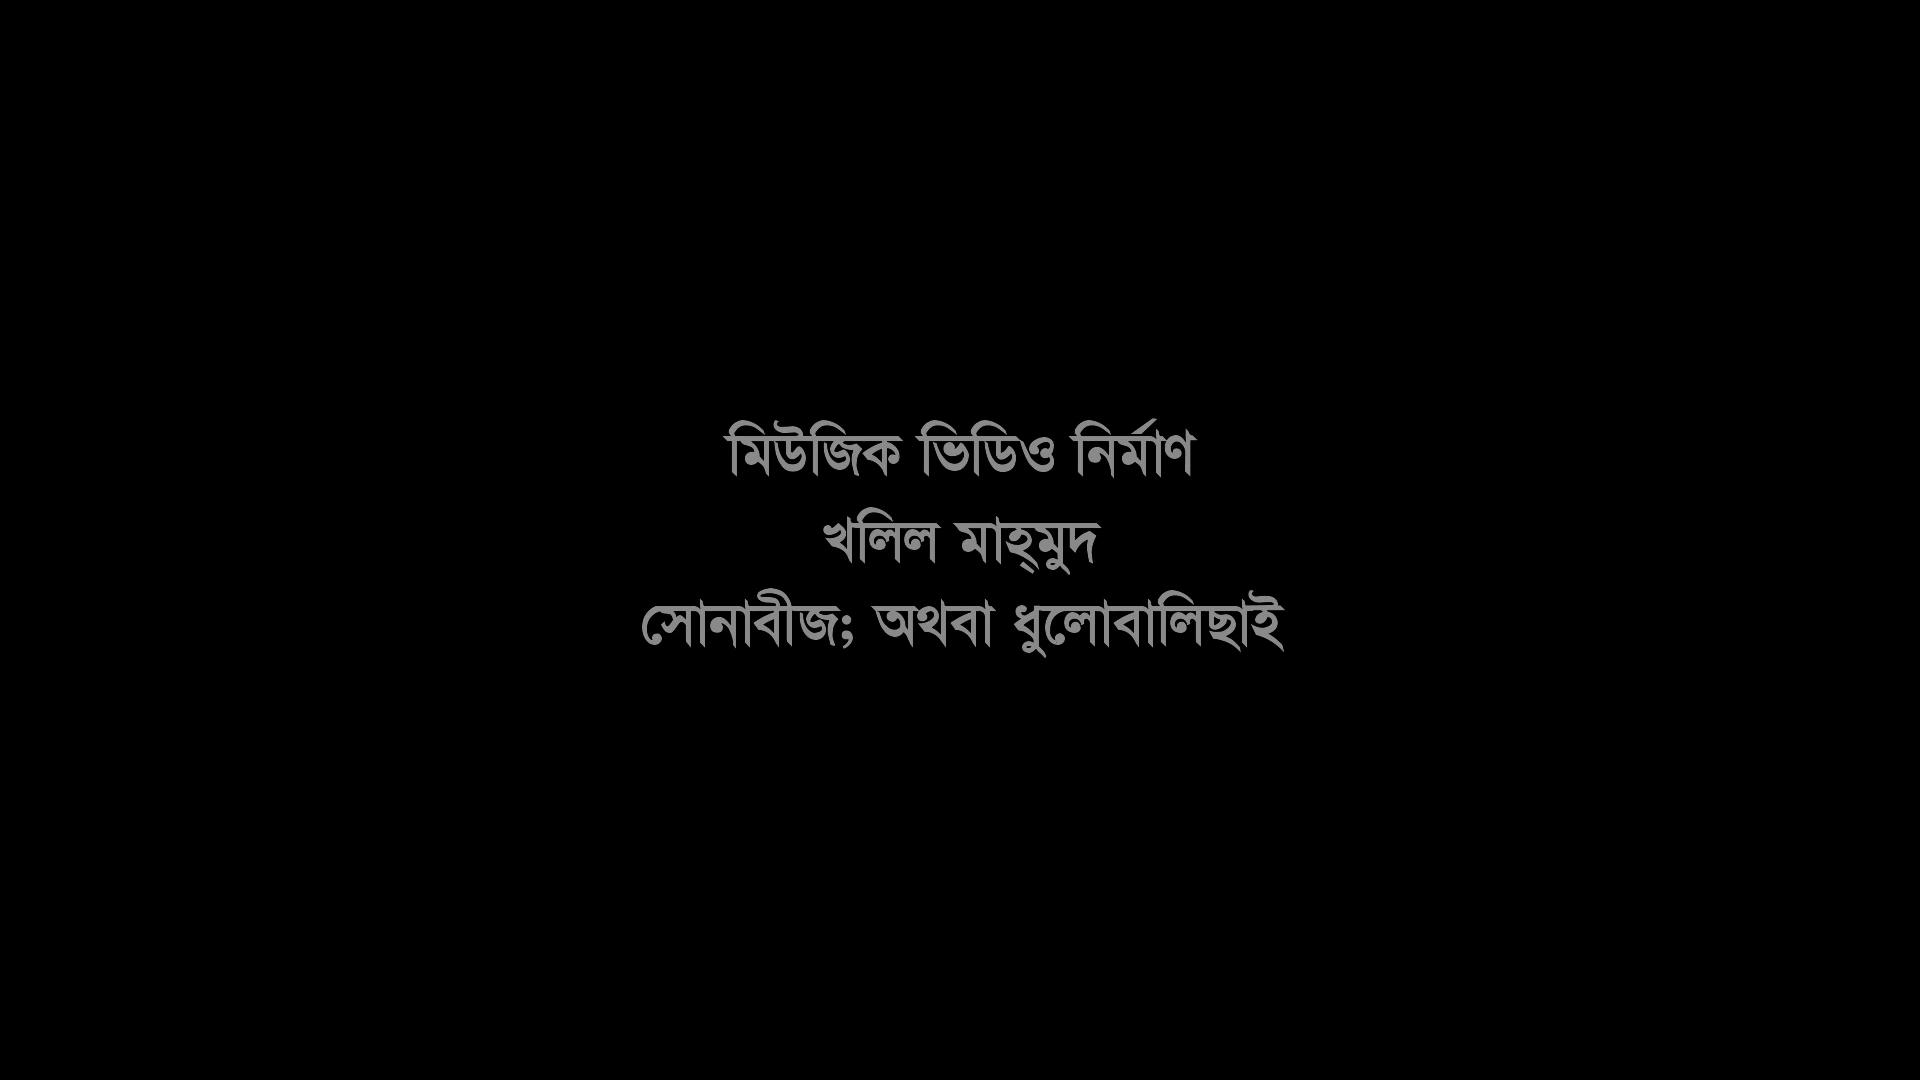 মিউজিক ভিডিও নির্মাণ
খলিল মাহ্‌মুদ
সোনাবীজ; অথবা ধুলোবালিছাই